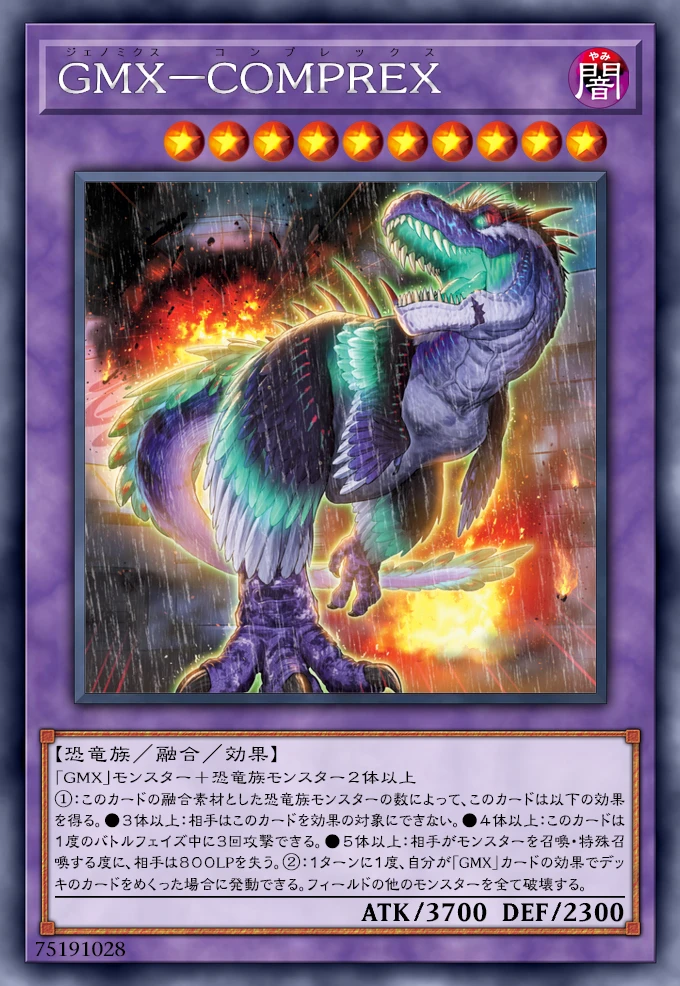 ジェノミクス コンプレックス
GMX－COMPREX
やみ
闇
【恐竜族／融合／効果】
「GMX」モンスター＋恐竜族モンスター２体以上
①：このカードの融合素材とした恐竜族モンスターの数によって、このカードは以下の効果
を得る。●３体以上：相手はこのカードを効果の対象にできない。●４体以上：このカードは
１度のバトルフェイズ中に３回攻撃できる。●５体以上：相手がモンスターを召喚・特殊召
喚する度に、相手は８００LPを失う。②：１ターンに１度、自分が「GMX」カードの効果でデッ
キのカードをめくった場合に発動できる。フィールドの他のモンスターを全て破壊する。
ATK/3700 DEF/2300
75191028